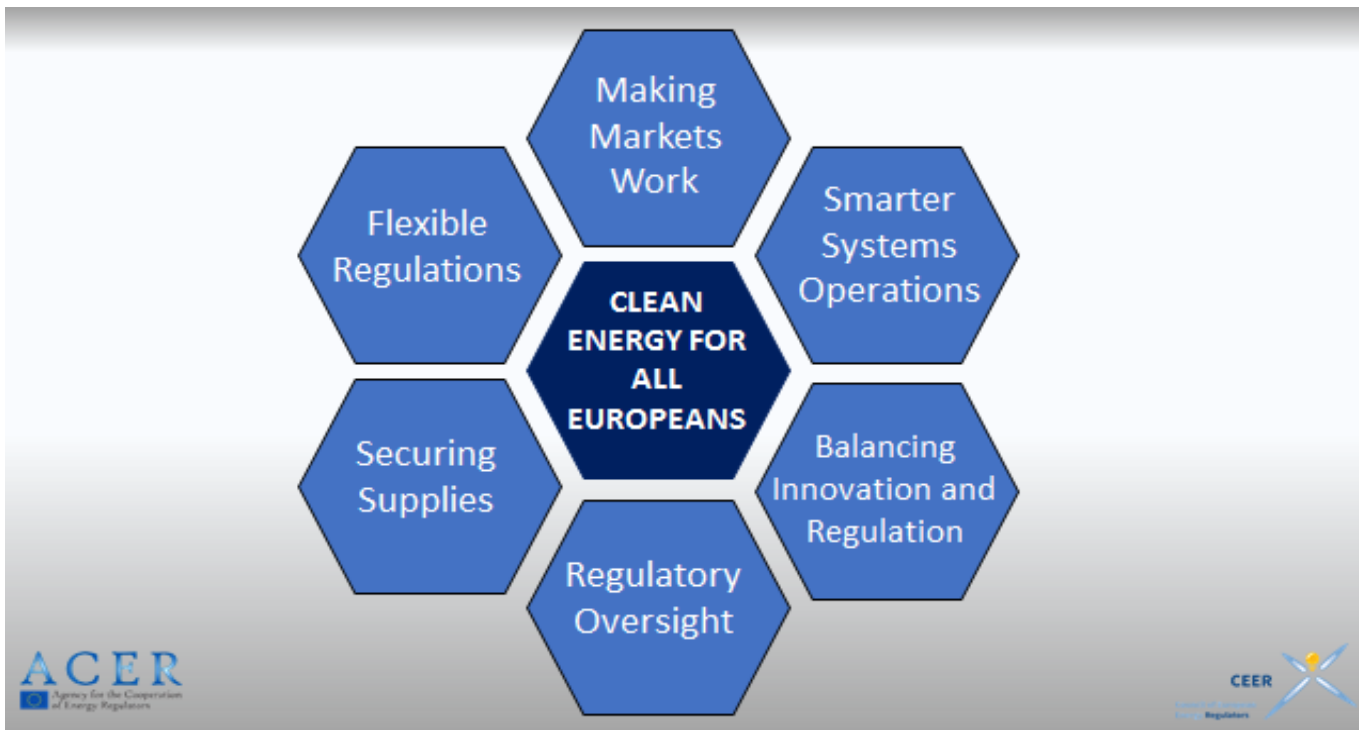 Making
Markets
Work
Flexible
Regulations
Smarter
Systems
Operations
CLEAN
ENERGY FOR
ALL
EUROPEANS
Securing
Supplies
Balancing
Innovation and
Regulation
Regulatory
Oversight
ACER
Agency for the Cooperation
of Energy Regulators
CEER
Regulators